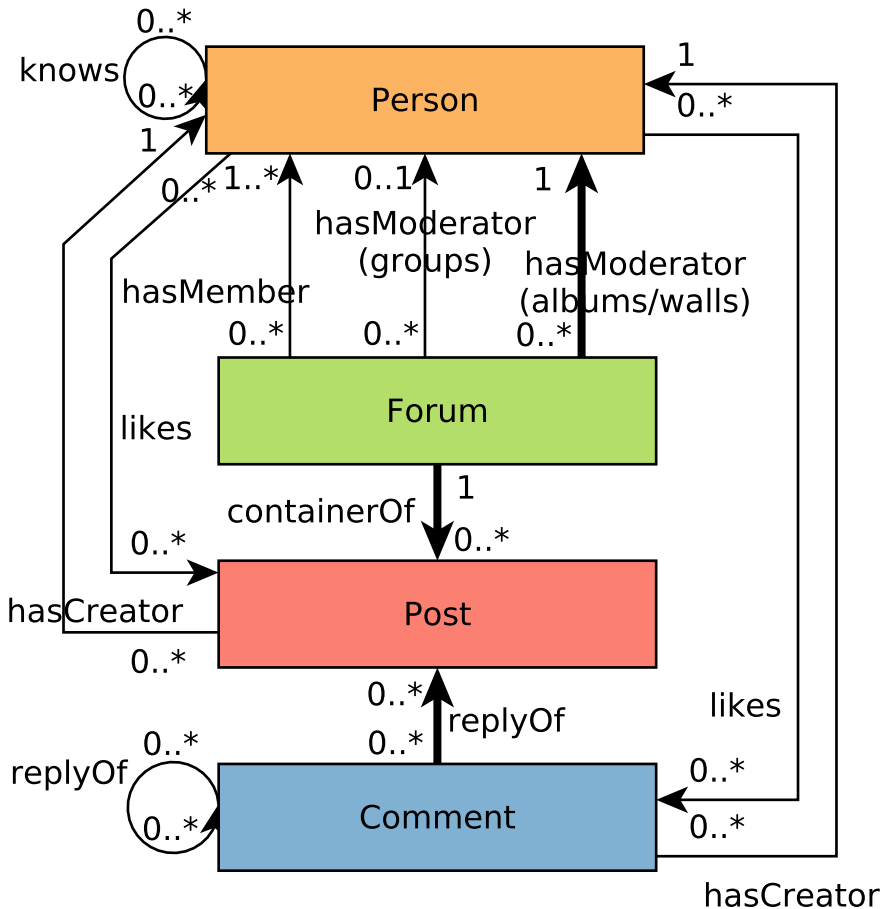 0..*
knows
0..*
Person
1
0..*
1
0..*
1..*
0..1
1
hasModerator
(groups)
hasModerator
(albums/walls)
hasMember
0..*
0..*
0..*
Forum
likes
1
containerOf
0..*
0..*
hasCreator
Post
0..*
0..*
replyOf
likes
0..*
0..*
replyOf
0..*
0..*
Comment
0..*
hasCreator